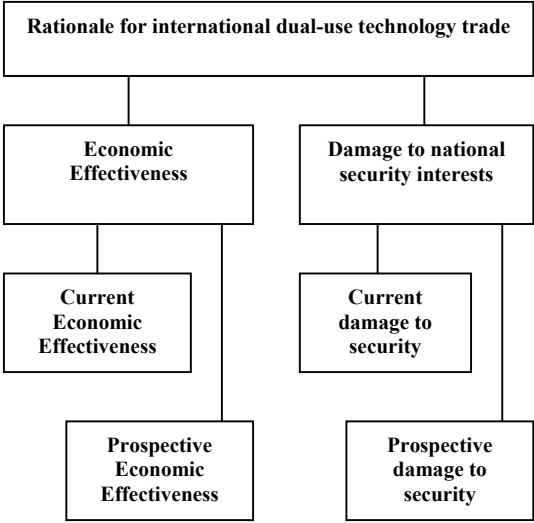 Rationale for international dual-use technology trade
Economic
Effectiveness
Damage to national
security interests
Current
Economic
Effectiveness
Current
damage to
security
Prospective
Economic
Effectiveness
Prospective
damage to
security